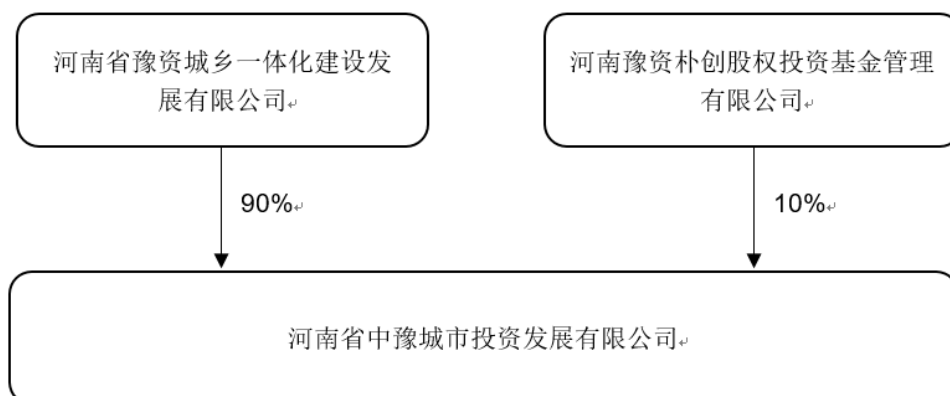 河南省豫资城乡一体化建设发
展有限公司
河南豫资朴创股权投资基金管理
有限公司
90%
10%
河南省中豫城市投资发展有限公司